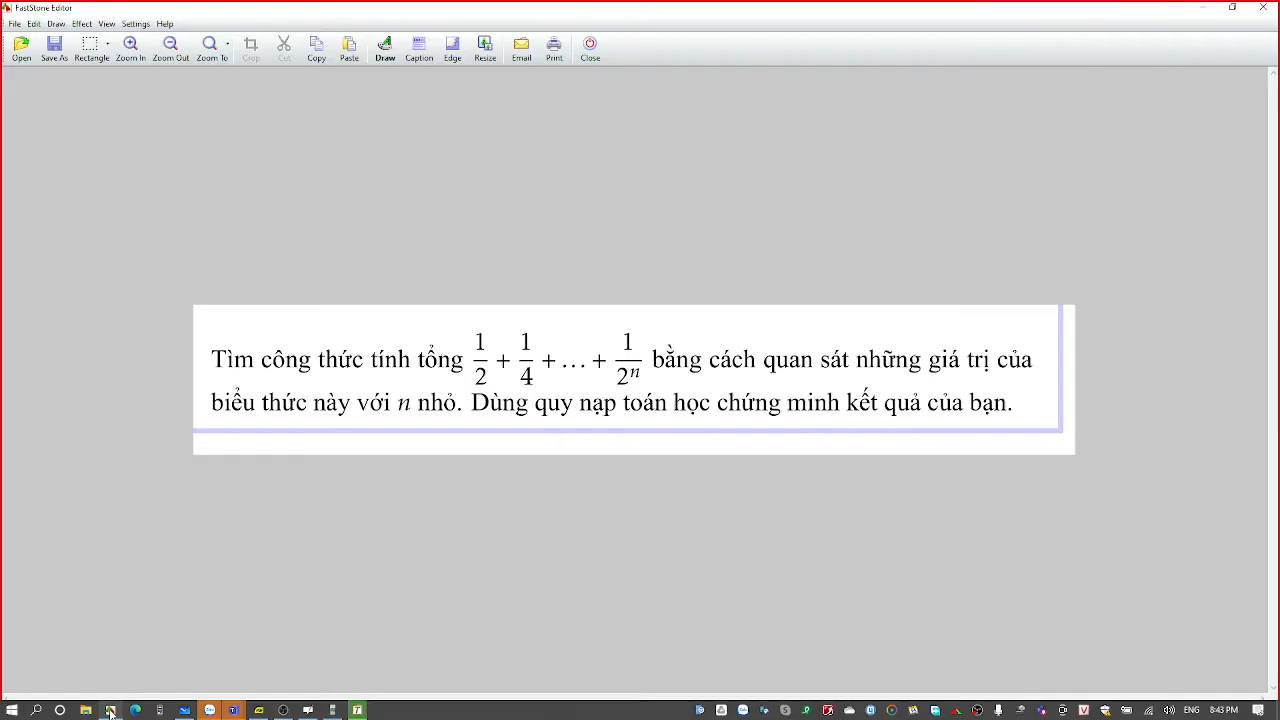 FastStone Editor
File Edit Draw Effect View Settings Help
Open Save As Rectangle Zoom In Zoom Out Zoom To Crop Cut Copy Paste Draw Caption Edge Resize Email Print Close
Tìm công thức tính tổng 1/2 + 1/4 + … + 1/2ⁿ bằng cách quan sát những giá trị của
biểu thức này với n nhỏ. Dùng quy nạp toán học chứng minh kết quả của bạn.
ENG 8:43 PM